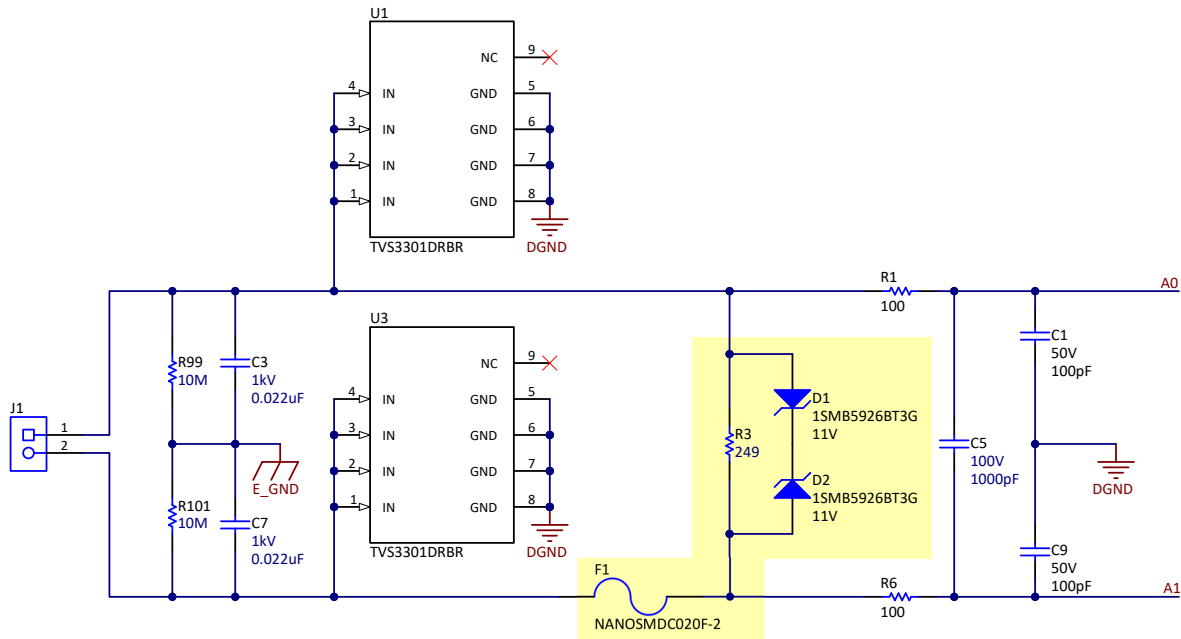 U1
NC 9
4 IN GND 5
3 IN GND 6
2 IN GND 7
1 IN GND 8
TVS3301DRBR
DGND
R1
100
A0
U3
NC 9
4 IN GND 5
3 IN GND 6
2 IN GND 7
1 IN GND 8
TVS3301DRBR
DGND
J1
1
2
R99
10M
C3
1kV
0.022uF
E_GND
R101
10M
C7
1kV
0.022uF
R3
249
D1
1SMB5926BT3G
11V
D2
1SMB5926BT3G
11V
F1
NANOSMDC020F-2
C5
100V
1000pF
C1
50V
100pF
DGND
C9
50V
100pF
R6
100
A1